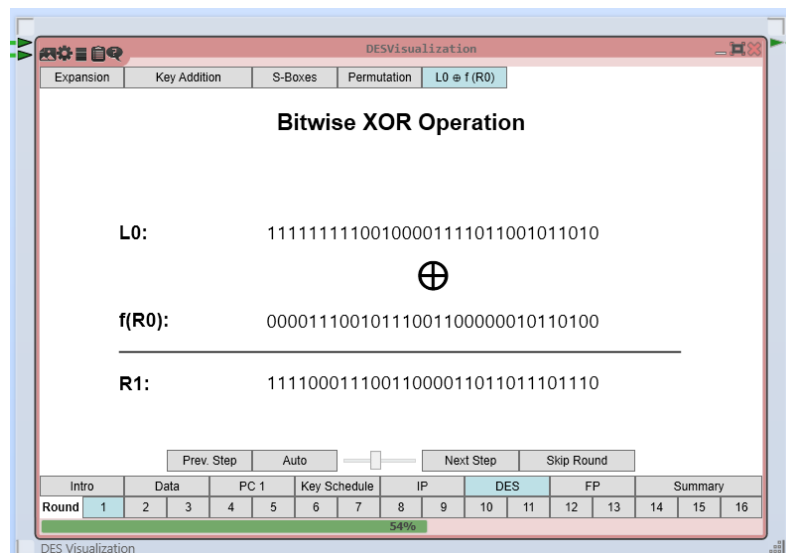 DESVisualization
Expansion Key Addition S-Boxes Permutation L0 ⊕ f (R0)
Bitwise XOR Operation
L0: 11111111100100001111011001011010
⊕
f(R0): 00001110010111001100000010110100
R1: 11110001110011000011011011101110
Prev. Step Auto Next Step Skip Round
Intro Data PC 1 Key Schedule IP DES FP Summary
Round 1 2 3 4 5 6 7 8 9 10 11 12 13 14 15 16
54%
DES Visualization